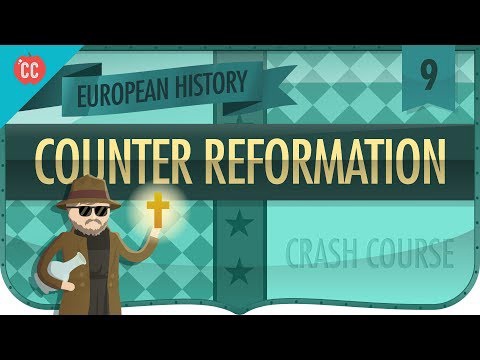 CC
EUROPEAN HISTORY
9
COUNTER REFORMATION
CRASH COURSE